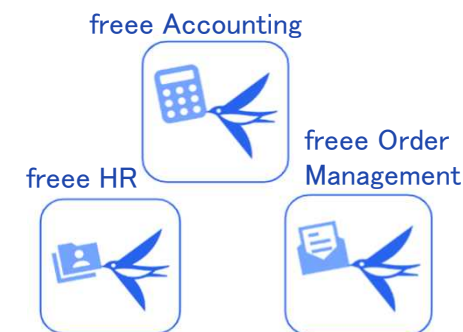 freee Accounting
freee Order
Management
freee HR